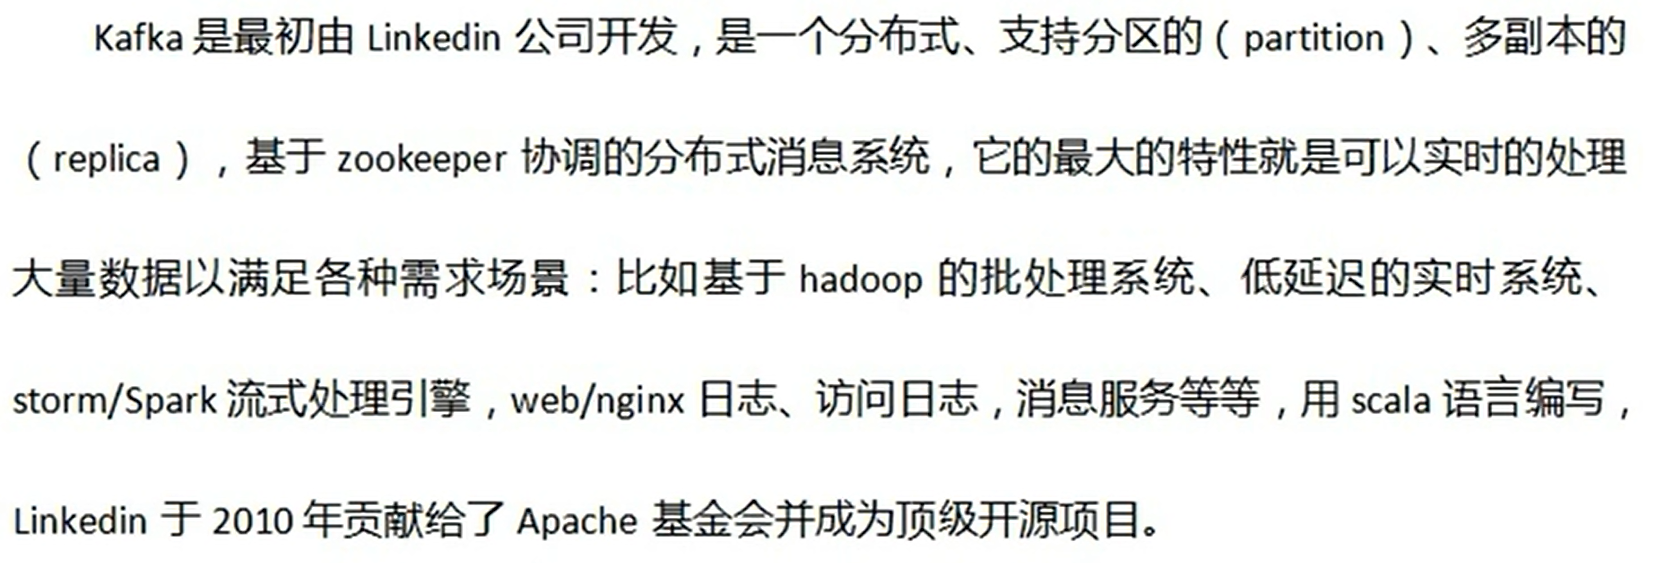 Kafka 是最初由 Linkedin 公司开发，是一个分布式、支持分区的（partition）、多副本的
（replica），基于 zookeeper 协调的分布式消息系统，它的最大的特性就是可以实时的处理
大量数据以满足各种需求场景：比如基于 hadoop 的批处理系统、低延迟的实时系统、
storm/Spark 流式处理引擎，web/nginx 日志、访问日志，消息服务等等，用 scala 语言编写，
Linkedin 于 2010 年贡献给了 Apache 基金会并成为顶级开源项目。